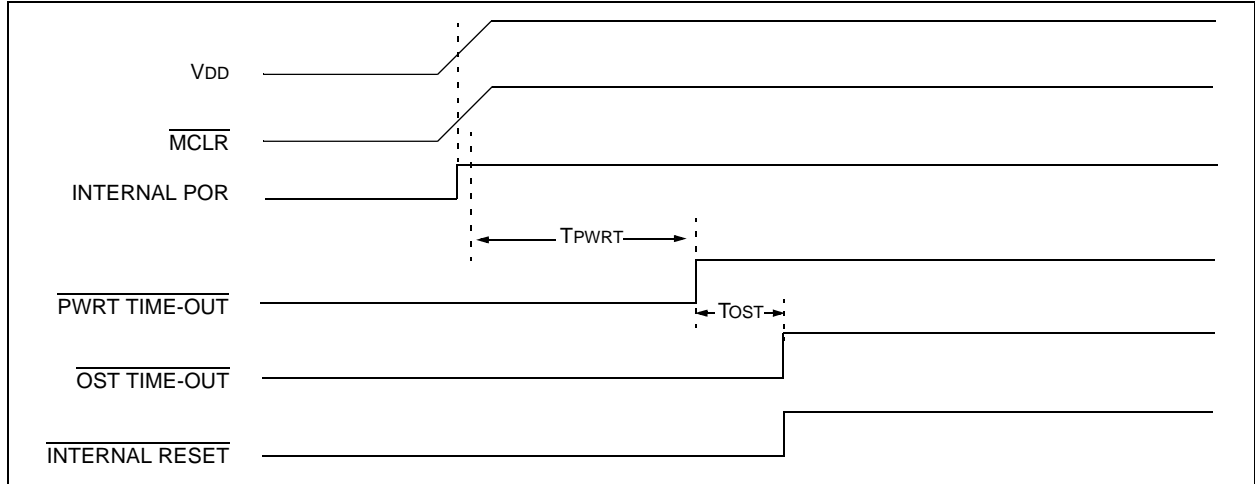 VDD
MCLR
INTERNAL POR
TPWRT
PWRT TIME-OUT
TOST
OST TIME-OUT
INTERNAL RESET